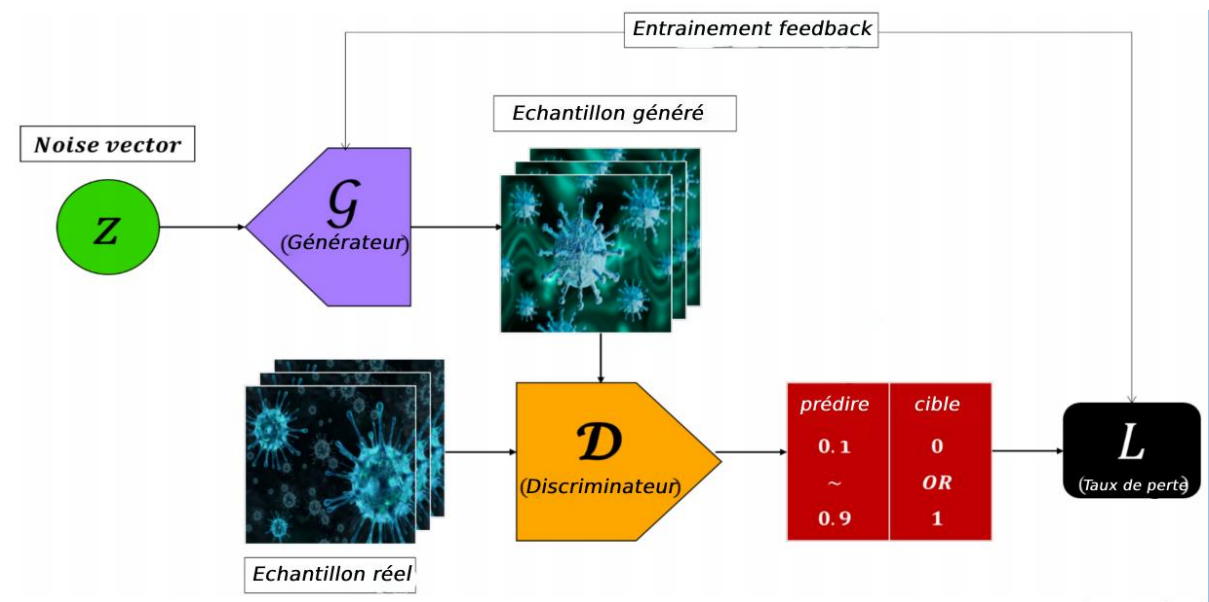 Entrainement feedback
Echantillon généré
Noise vector
z
G
(Générateur)
prédire cible
0.1 0
~ OR
0.9 1
D
(Discriminateur)
L
(Taux de perte)
Echantillon réel